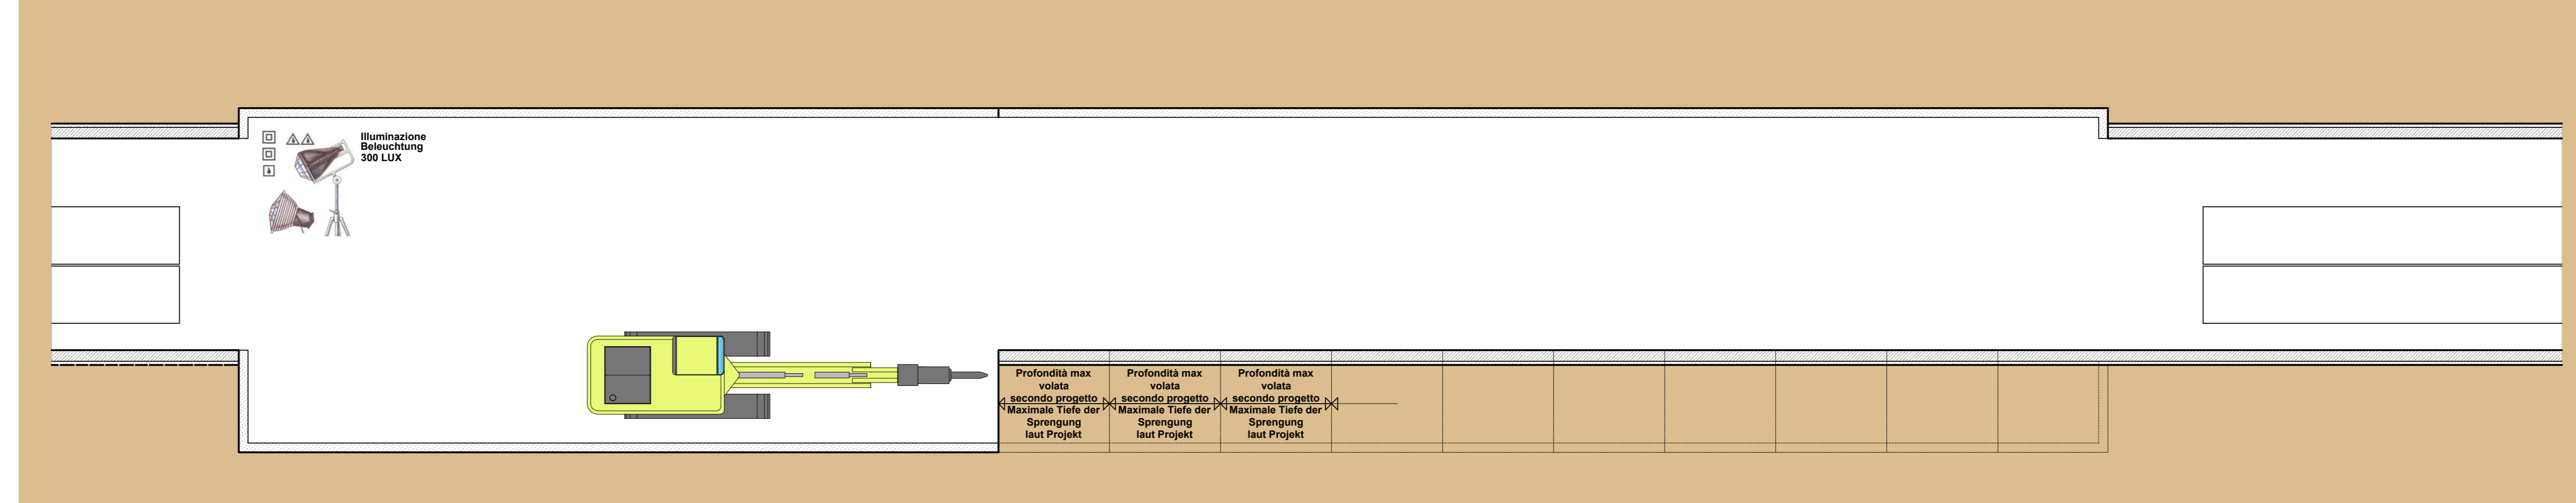 Illuminazione
Beleuchtung
300 LUX
Profondità max
volata
secondo progetto
Maximale Tiefe der
Sprengung
laut Projekt
Profondità max
volata
secondo progetto
Maximale Tiefe der
Sprengung
laut Projekt
Profondità max
volata
secondo progetto
Maximale Tiefe der
Sprengung
laut Projekt